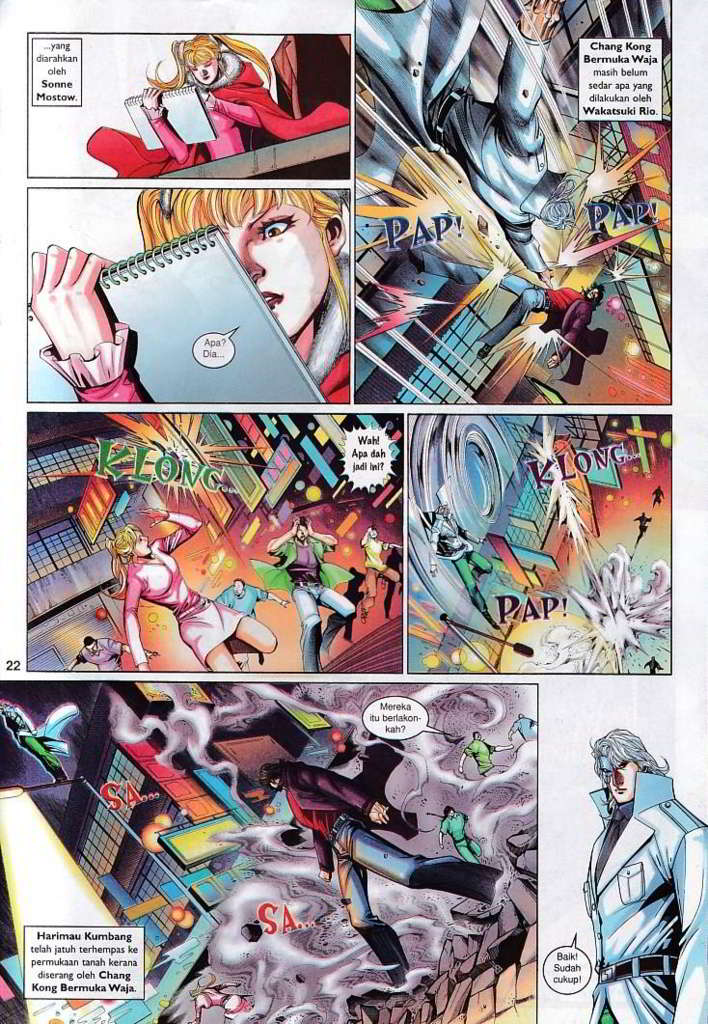 ...yang
diarahkan
oleh
Sonne
Mostow.
Chang Kong
Bermuka Waja
masih belum
sedar apa yang
dilakukan oleh
Wakatsuki Rio.
PAP!
PAP!
Apa?
Dia...
KLONG...
Wah!
Apa dah
jadi ini?
KLONG...
PAP!
22
Mereka
itu berlakon-
kah?
SA...
SA...
Harimau Kumbang
telah jatuh terhempas ke
permukaan tanah kerana
diserang oleh Chang
Kong Bermuka Waja.
Baik!
Sudah
cukup!